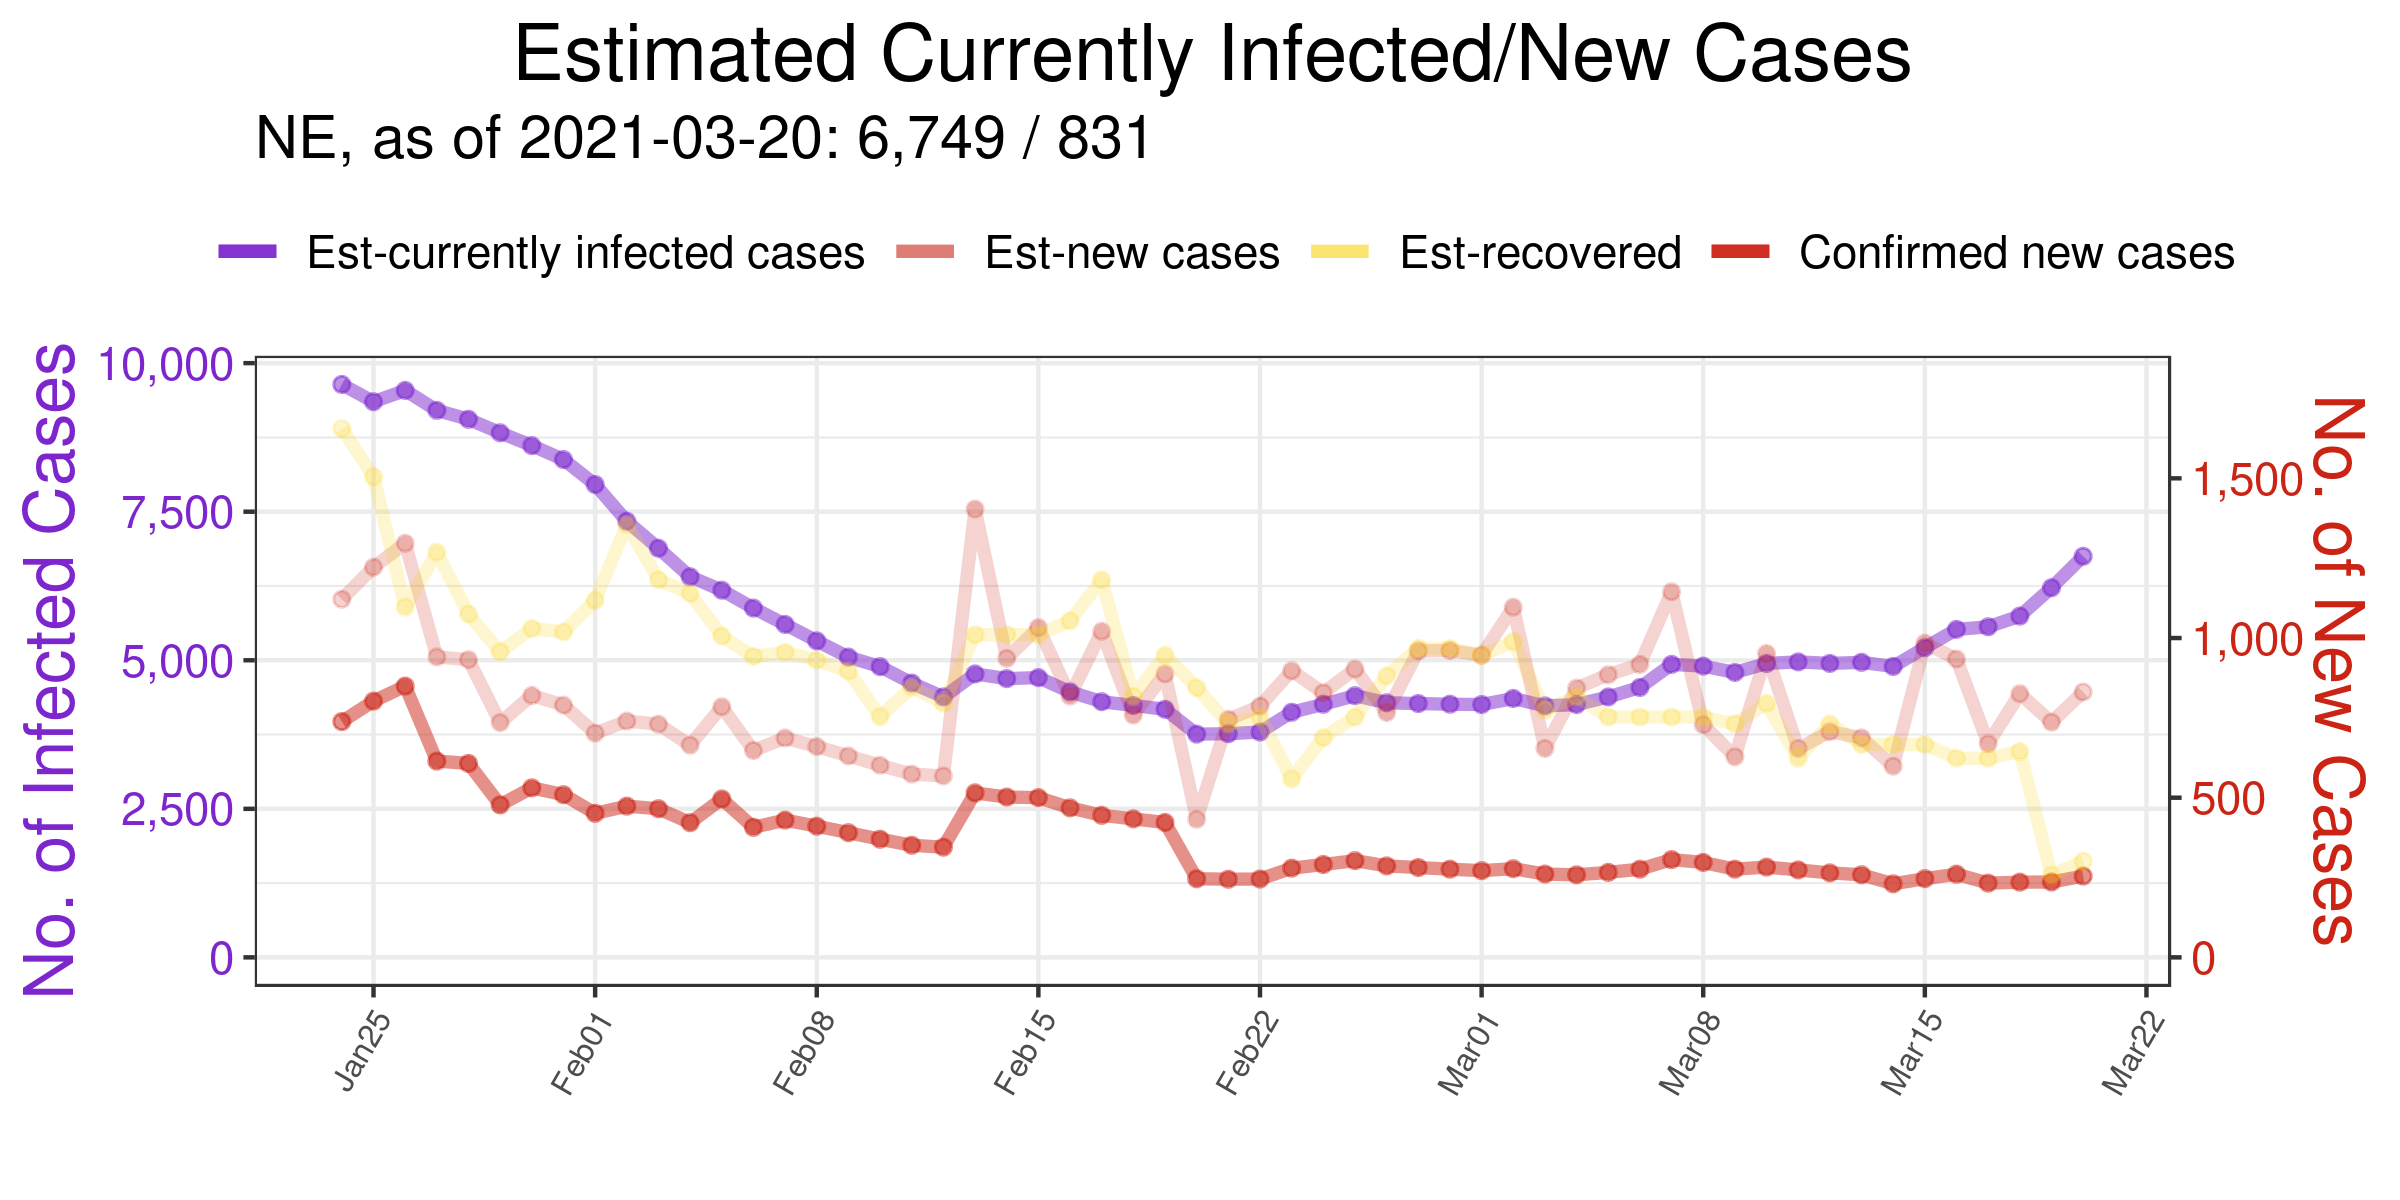 Estimated Currently Infected/New Cases
NE, as of 2021-03-20: 6,749 / 831
Est-currently infected cases
Est-new cases
Est-recovered
Confirmed new cases
No. of Infected Cases
10,000
7,500
5,000
2,500
0
1,500
1,000
500
0
No. of New Cases
Jan25
Feb01
Feb08
Feb15
Feb22
Mar01
Mar08
Mar15
Mar22